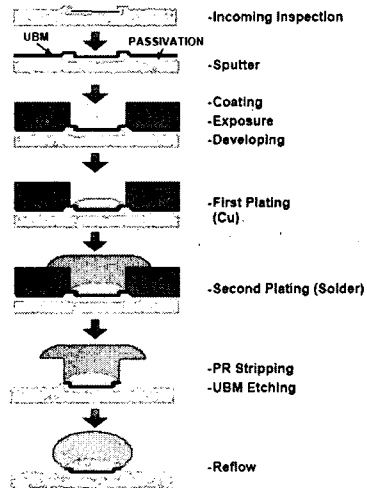 -Incoming Inspection
UBM
PASSIVATION
-Sputter
-Coating
-Exposure
-Developing
-First Plating
(Cu)
-Second Plating (Solder)
-PR Stripping
-UBM Etching
-Reflow